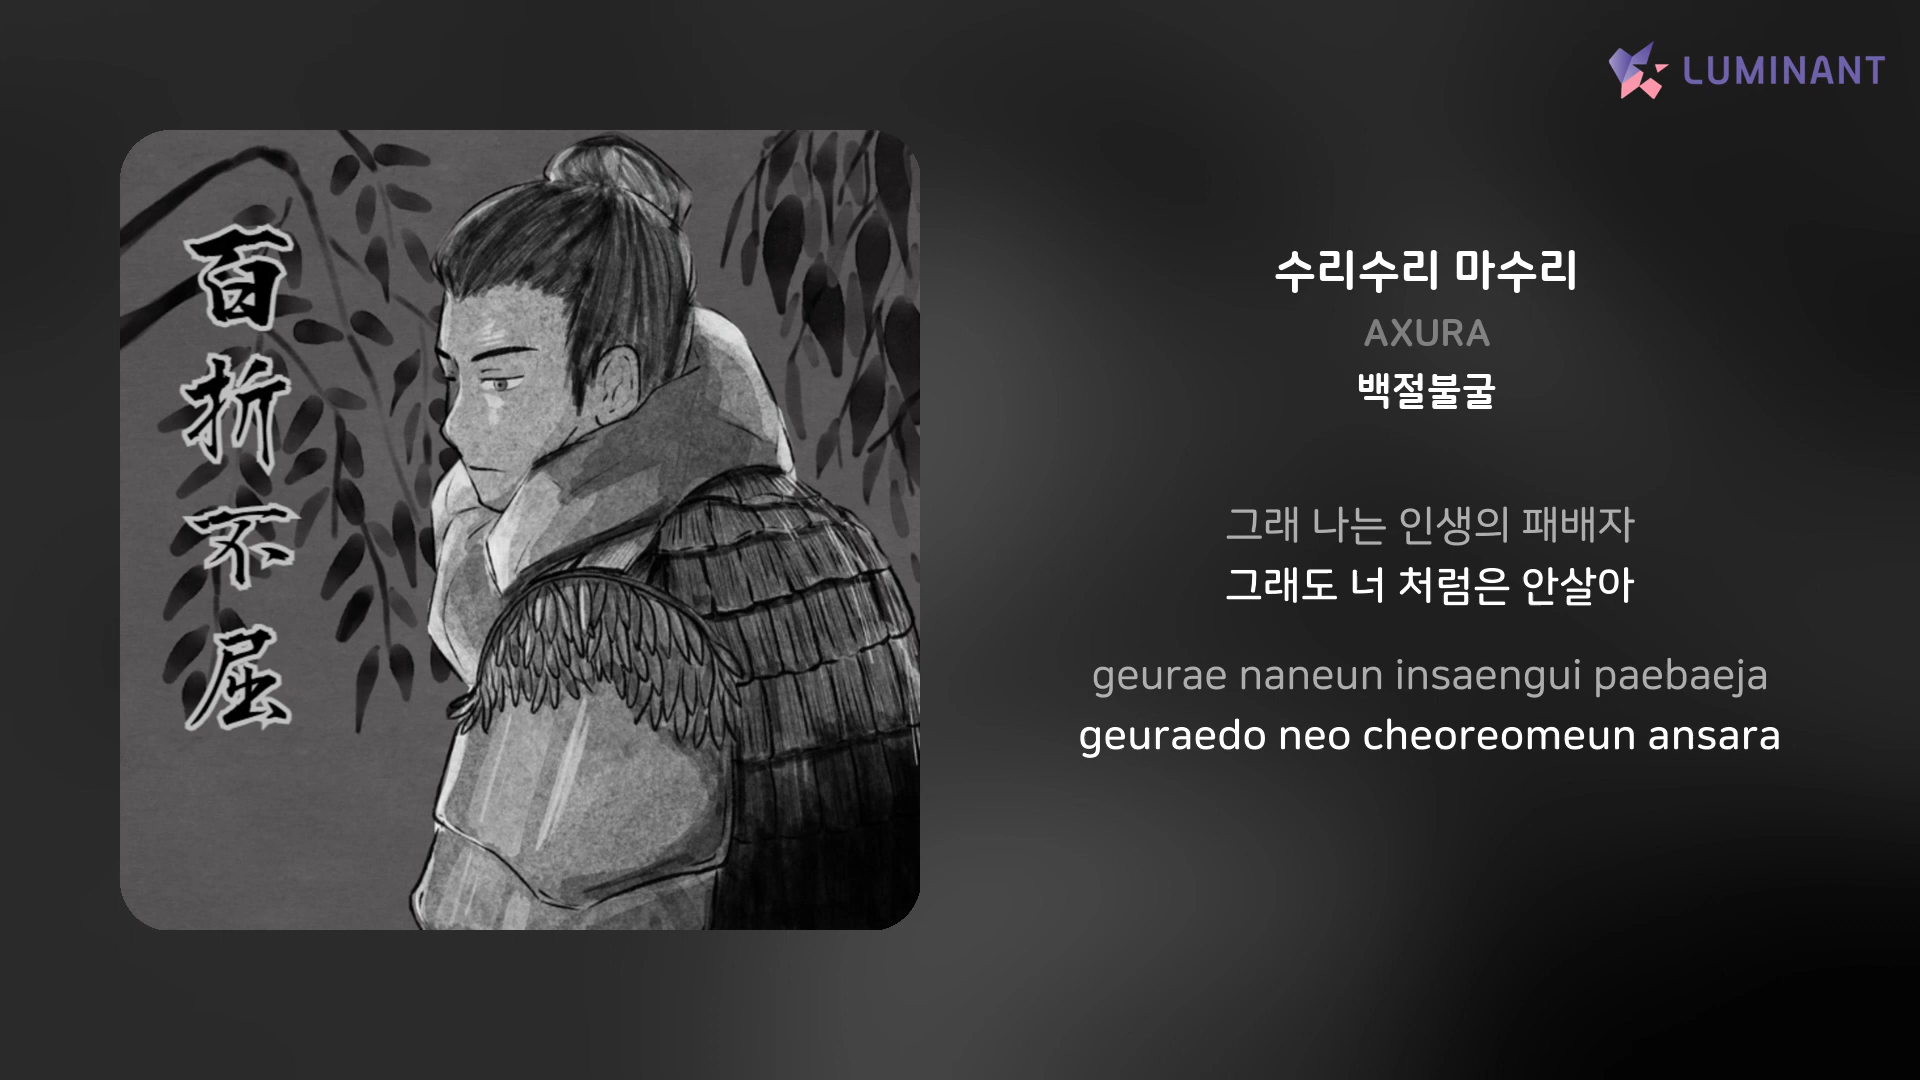 LUMINANT
百折不屈
수리수리 마수리
AXURA
백절불굴
그래 나는 인생의 패배자
그래도 너 처럼은 안살아
geurae naneun insaengui paebaeja
geuraedo neo cheoreomeun ansara